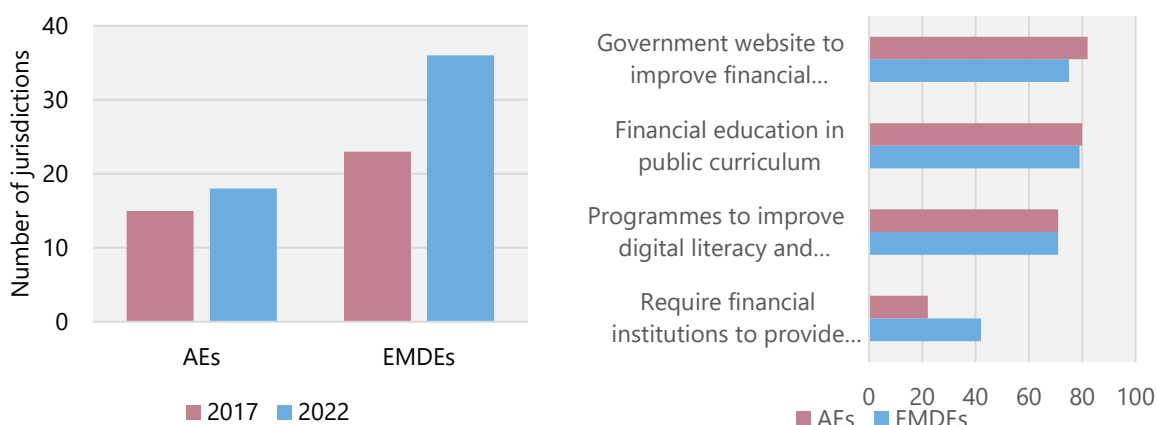 Number of jurisdictions
40
30
20
10
0
AEs
EMDEs
2017
2022
Government website to
improve financial...
Financial education in
public curriculum
Programmes to improve
digital literacy and...
Require financial
institutions to provide...
0 20 40 60 80 100
AEs
EMDEs